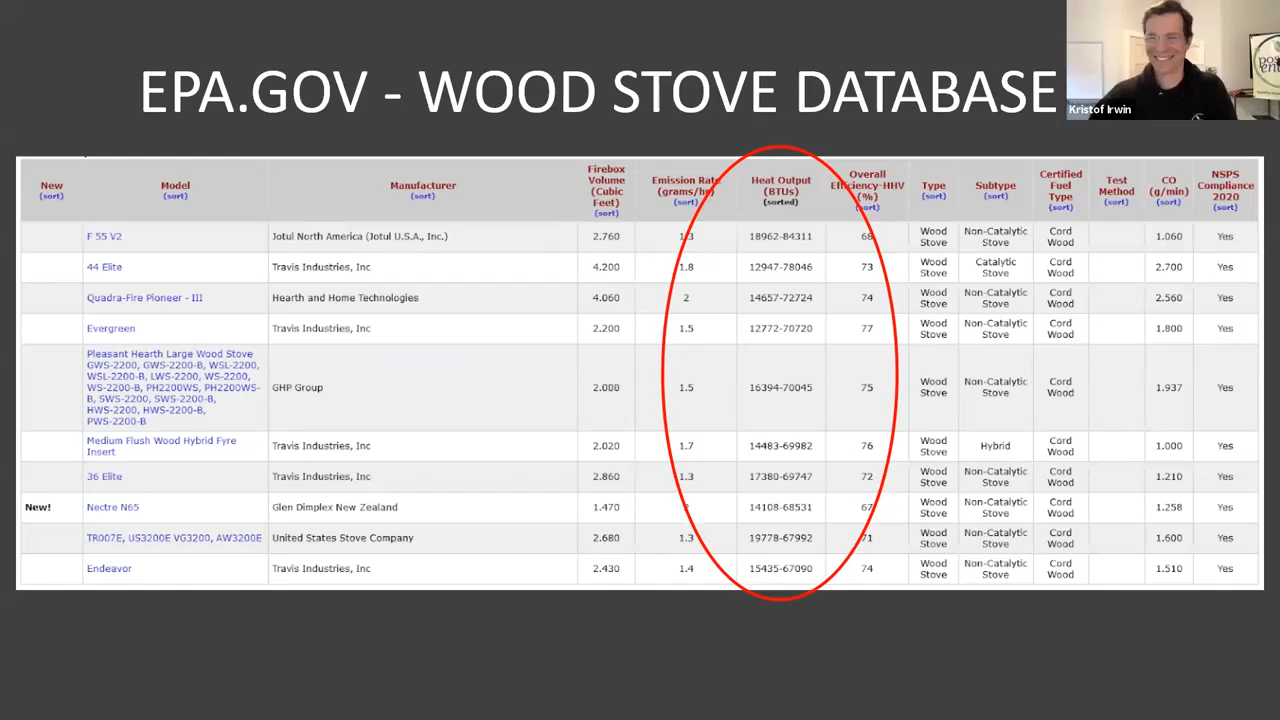 EPA.GOV - WOOD STOVE DATABASE
Kristof Irwin
New (sort) Model (sort) Manufacturer (sort) Firebox Volume (Cubic Feet) (sort) Emission Rate (grams/hr) (sort) Heat Output (BTUs) (sorted) Overall Efficiency-HHV (%) (sort) Type (sort) Subtype (sort) Certified Fuel Type (sort) Test Method (sort) CO (g/min) (sort) NSPS Compliance 2020 (sort)
F 55 V2 Jotul North America (Jotul U.S.A., Inc.) 2.760 1.3 18962-84311 68 Wood Stove Non-Catalytic Stove Cord Wood 1.060 Yes
44 Elite Travis Industries, Inc 4.200 1.8 12947-78046 73 Wood Stove Catalytic Stove Cord Wood 2.700 Yes
Quadra-Fire Pioneer - III Hearth and Home Technologies 4.060 2 14657-72724 74 Wood Stove Non-Catalytic Stove Cord Wood 2.560 Yes
Evergreen Travis Industries, Inc 2.200 1.5 12772-70720 77 Wood Stove Non-Catalytic Stove Cord Wood 1.800 Yes
Pleasant Hearth Large Wood Stove
GWS-2200, GWS-2200-B, WSL-2200,
WSL-2200-B, LWS-2200, WS-2200,
WS-2200-B, PH2200WS, PH2200WS-
B, SWS-2200, SWS-2200-B,
HWS-2200, HWS-2200-B,
PWS-2200-B
GHP Group 2.000 1.5 16394-70045 75 Wood Stove Non-Catalytic Stove Cord Wood 1.937 Yes
Medium Flush Wood Hybrid Fyre
Insert
Travis Industries, Inc 2.020 1.7 14483-69982 76 Wood Stove Hybrid Cord Wood 1.000 Yes
36 Elite Travis Industries, Inc 2.860 1.3 17380-69747 72 Wood Stove Non-Catalytic Stove Cord Wood 1.210 Yes
New! Nectre N65 Glen Dimplex New Zealand 1.470 14108-68531 67 Wood Stove Non-Catalytic Stove Cord Wood 1.258 Yes
TR007E, US3200E VG3200, AW3200E United States Stove Company 2.680 1.3 19778-67992 71 Wood Stove Non-Catalytic Stove Cord Wood 1.600 Yes
Endeavor Travis Industries, Inc 2.430 1.4 15435-67090 74 Wood Stove Non-Catalytic Stove Cord Wood 1.510 Yes